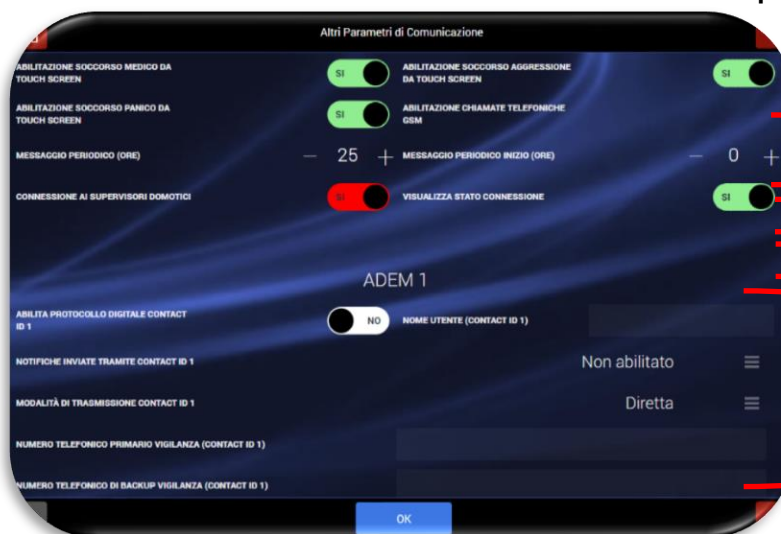 Altri Parametri di Comunicazione
ABILITAZIONE SOCCORSO MEDICO DA
TOUCH SCREEN
SI
ABILITAZIONE SOCCORSO AGGRESSIONE
DA TOUCH SCREEN
SI
ABILITAZIONE SOCCORSO PANICO DA
TOUCH SCREEN
SI
ABILITAZIONE CHIAMATE TELEFONICHE
GSM
MESSAGGIO PERIODICO (ORE)
— 25 +
MESSAGGIO PERIODICO INIZIO (ORE)
— 0 +
CONNESSIONE AI SUPERVISORI DOMOTICI
SI
VISUALIZZA STATO CONNESSIONE
SI
ADEM 1
ABILITA PROTOCOLLO DIGITALE CONTACT
ID 1
NO
NOME UTENTE (CONTACT ID 1)
NOTIFICHE INVIATE TRAMITE CONTACT ID 1
Non abilitato
MODALITÀ DI TRASMISSIONE CONTACT ID 1
Diretta
NUMERO TELEFONICO PRIMARIO VIGILANZA (CONTACT ID 1)
NUMERO TELEFONICO DI BACKUP VIGILANZA (CONTACT ID 1)
OK